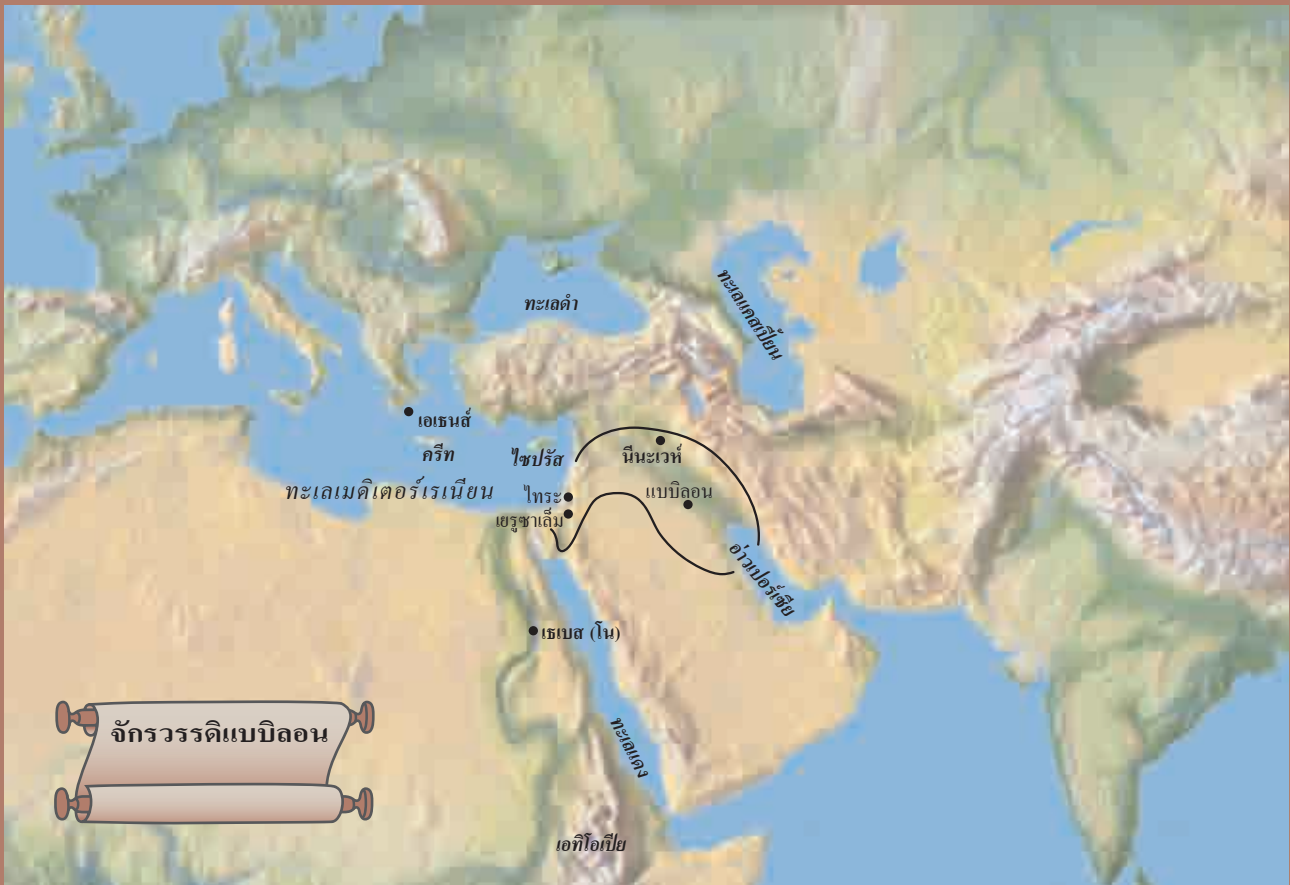 ทะเลดำ
ทะเลแคสเปียน
เอเธนส์
ครีท
ไซปรัส
นีนะเวห์
ทะเลเมดิเตอร์เรเนียน
ไทระ
แบบิลอน
เยรูซาเล็ม
อ่าวเปอร์เซีย
เธเบส (โน)
จักรวรรดิแบบิลอน
ทะเลแดง
เอทิโอเปีย